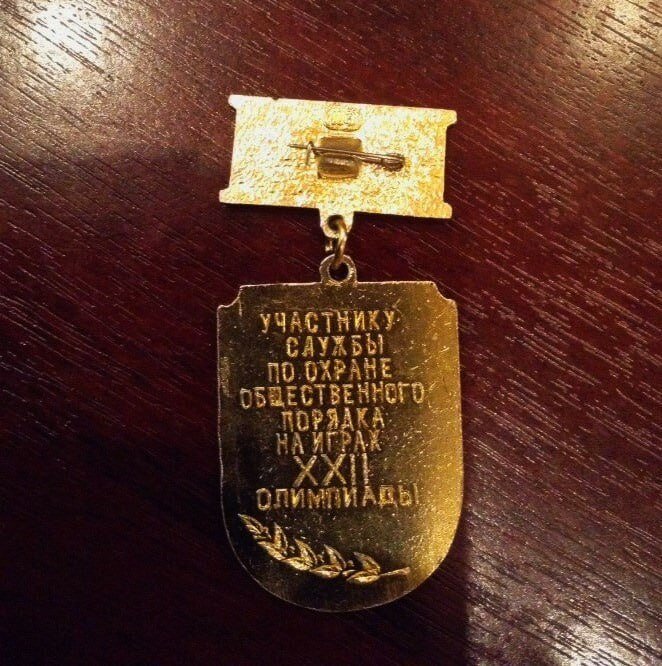 УЧАСТНИКУ
СЛУЖБЫ
ПО ОХРАНЕ
ОБЩЕСТВЕННОГО
ПОРЯДКА
НА ИГРАХ
XXII
ОЛИМПИАДЫ